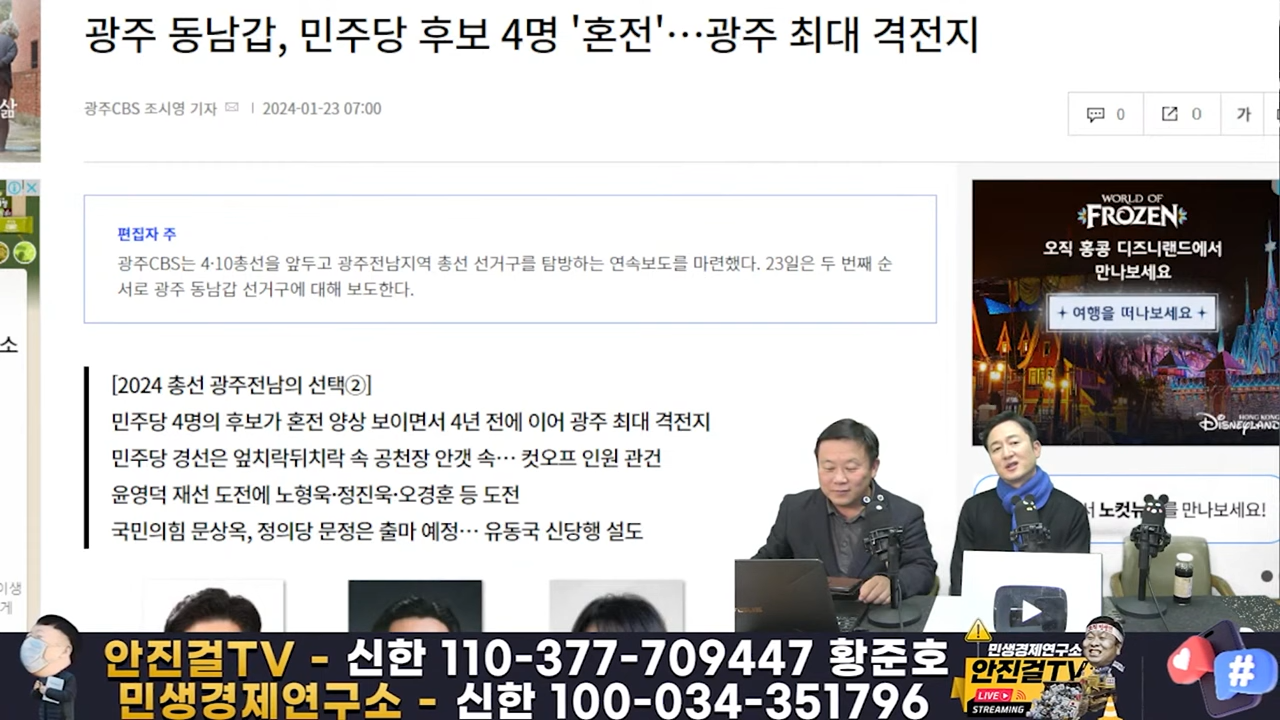 광주 동남갑, 민주당 후보 4명 '혼전'…광주 최대 격전지
삶
광주CBS 조시영 기자
2024-01-23 07:00
0
0
가
편집자 주
광주CBS는 4·10총선을 앞두고 광주전남지역 총선 선거구를 탐방하는 연속보도를 마련했다. 23일은 두 번째 순
서로 광주 동남갑 선거구에 대해 보도한다.
WORLD OF
FROZEN
오직 홍콩 디즈니랜드에서
만나보세요
여행을 떠나보세요
HONG KONG
DISNEYLAND
소
[2024 총선 광주전남의 선택②]
민주당 4명의 후보가 혼전 양상 보이면서 4년 전에 이어 광주 최대 격전지
민주당 경선은 엎치락뒤치락 속 공천장 안갯 속… 컷오프 인원 관건
윤영덕 재선 도전에 노형욱·정진욱·오경훈 등 도전
국민의힘 문상옥, 정의당 문정은 출마 예정… 유동국 신당행 설도
서 노컷뉴 를 만나보세요!
이생
게
안진걸TV - 신한 110-377-709447 황준호
민생경제연구소 - 신한 100-034-351796
민생경제연구소
안진걸TV
LIVE
STREAMING
#